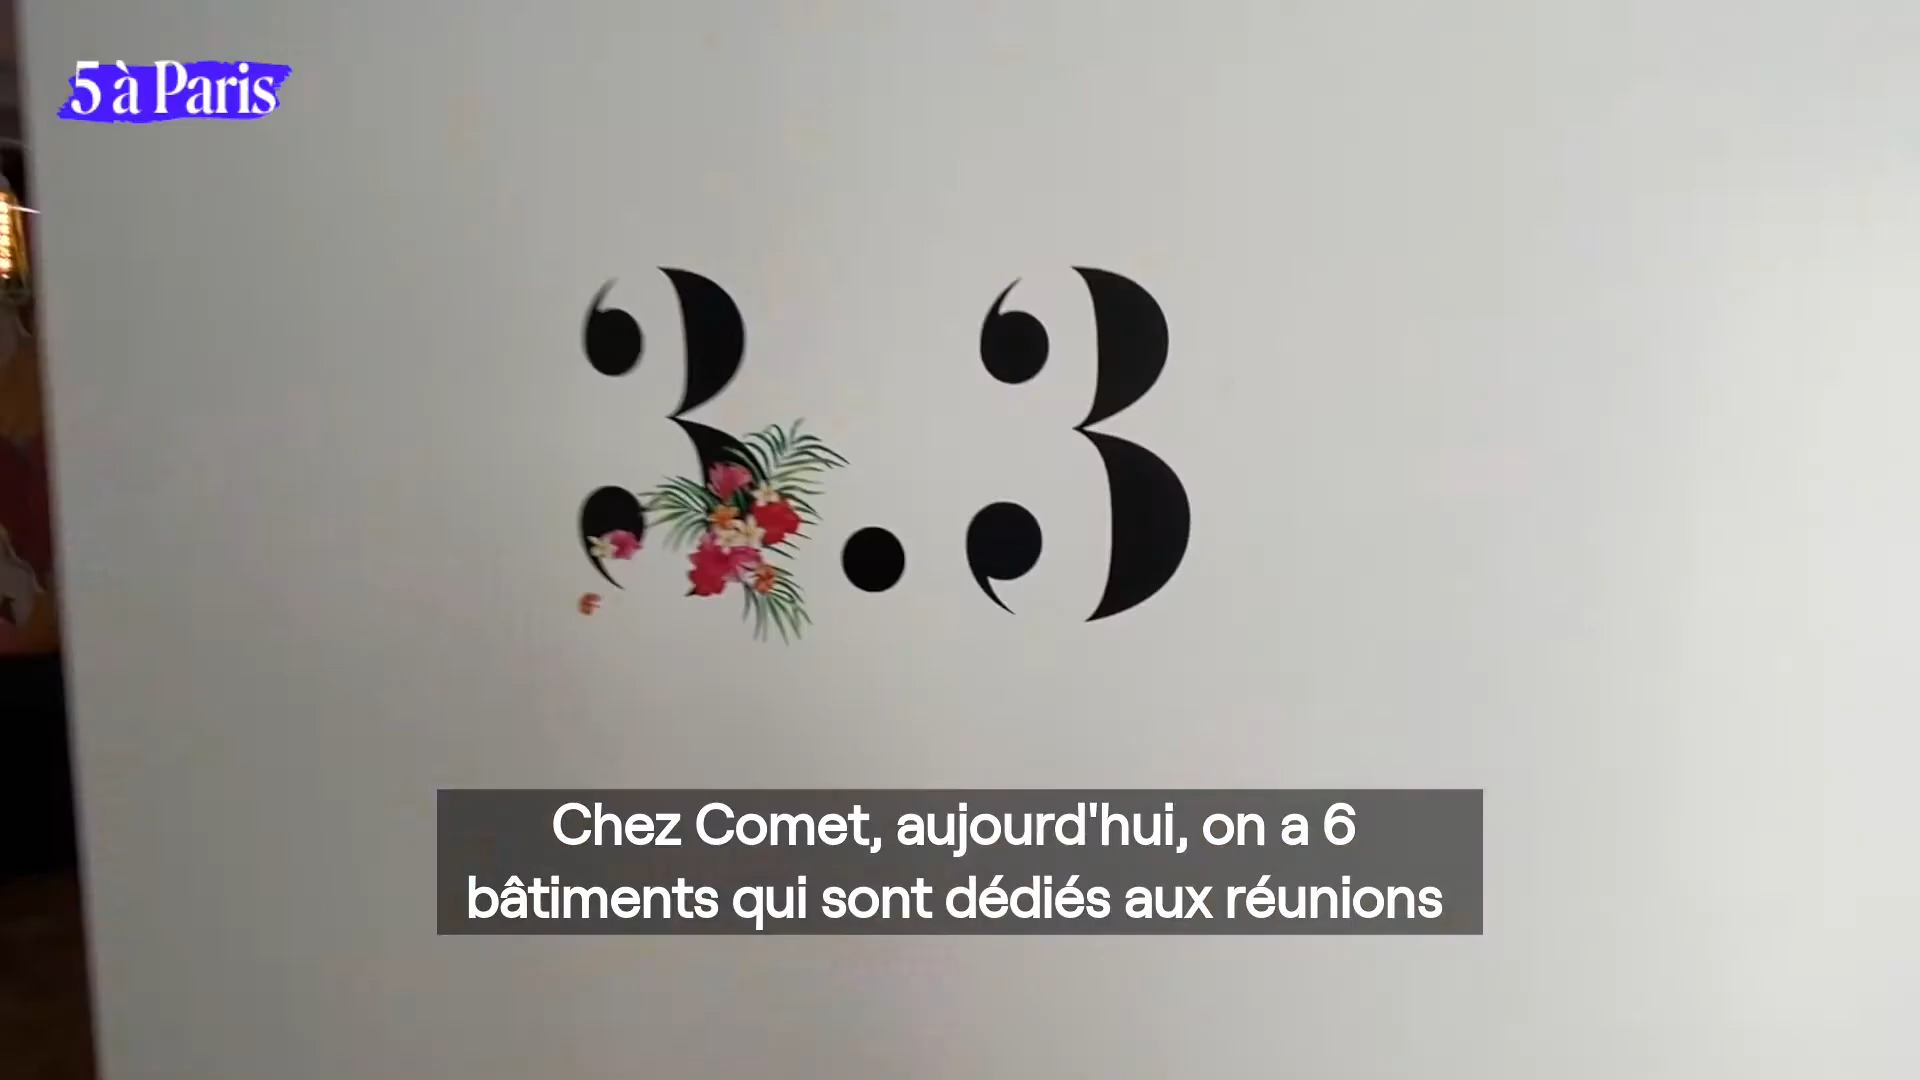 5 à Paris
3.3
Chez Comet, aujourd'hui, on a 6
bâtiments qui sont dédiés aux réunions